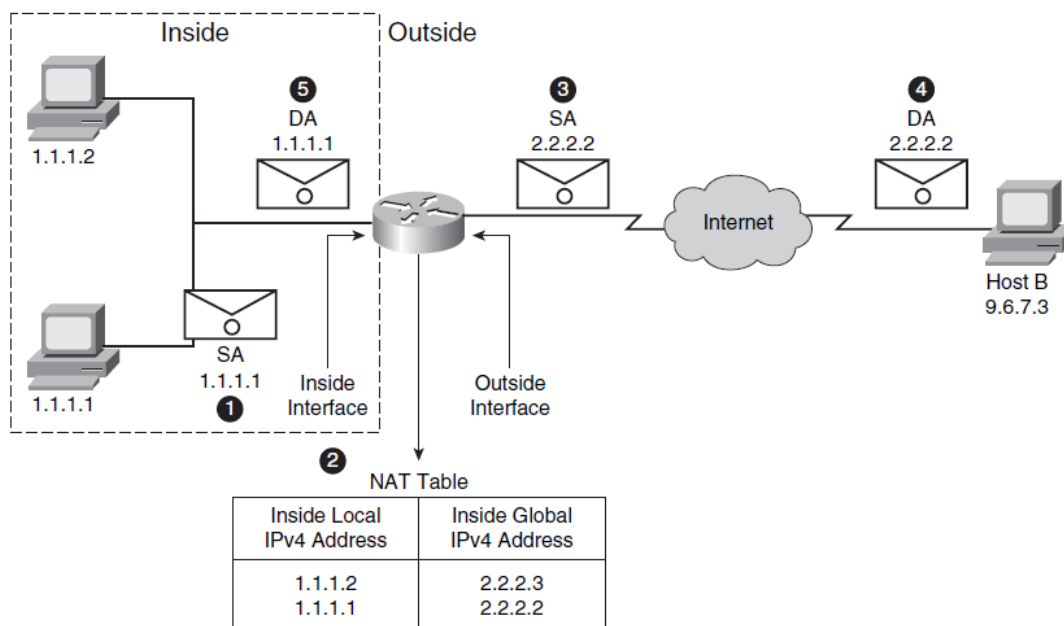 Inside
Outside
1.1.1.2
5
DA
1.1.1.1
3
SA
2.2.2.2
4
DA
2.2.2.2
Internet
Host B
9.6.7.3
1.1.1.1
SA
1.1.1.1
1
Inside
Interface
Outside
Interface
2
NAT Table
Inside Local
IPv4 Address
Inside Global
IPv4 Address
1.1.1.2
2.2.2.3
1.1.1.1
2.2.2.2